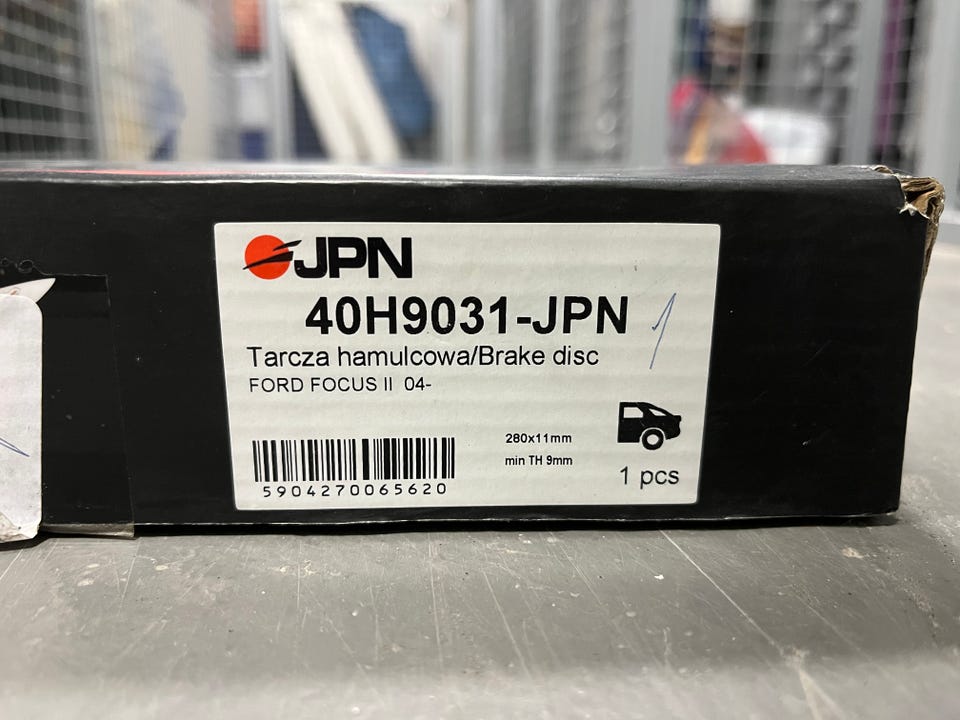 JPN
40H9031-JPN
Tarcza hamulcowa/Brake disc
FORD FOCUS II 04-
280x11mm
min TH 9mm
1 pcs
5904270065620